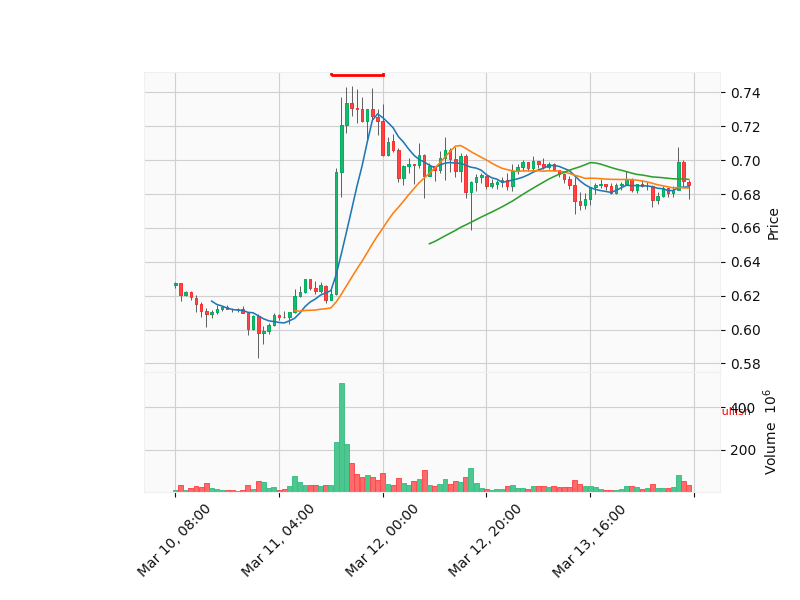 0.74
0.72
0.70
0.68
0.66
0.64
0.62
0.60
0.58
Price
400
200
Volume 10⁶
Mar 10, 08:00
Mar 11, 04:00
Mar 12, 00:00
Mar 12, 20:00
Mar 13, 16:00